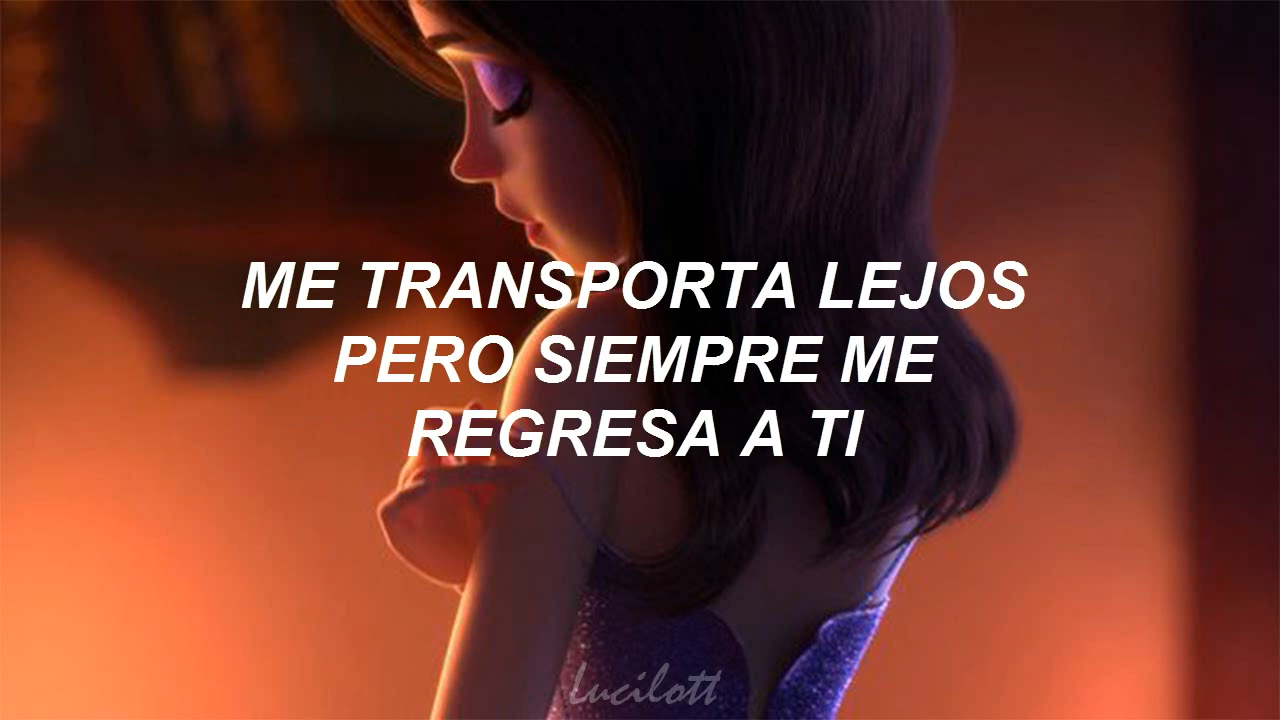 ME TRANSPORTA LEJOS
PERO SIEMPRE ME
REGRESA A TI
Lucilott